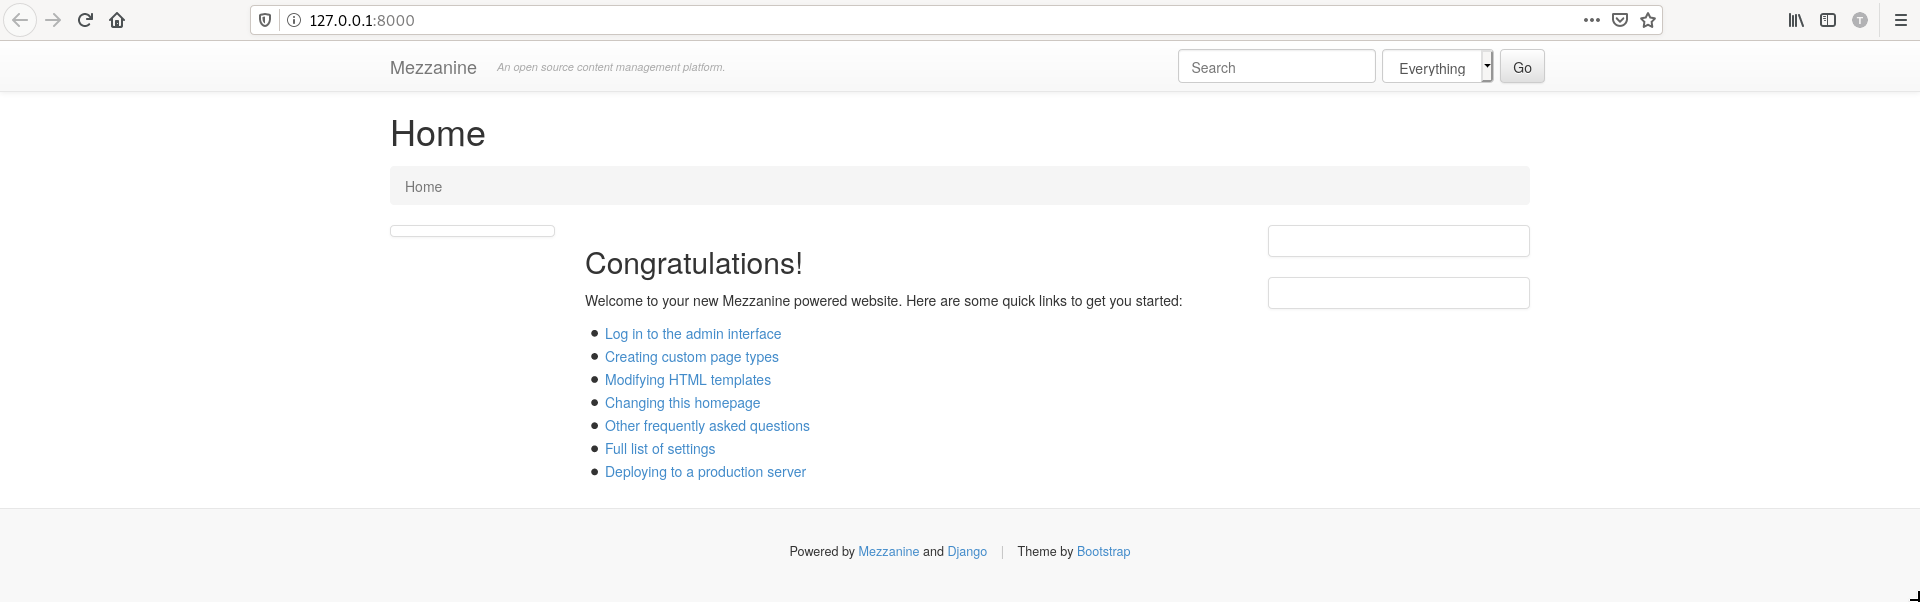 127.0.0.1:8000
T
Mezzanine An open source content management platform. Search Everything Go
Home
Home
Congratulations!
Welcome to your new Mezzanine powered website. Here are some quick links to get you started:
Log in to the admin interface
Creating custom page types
Modifying HTML templates
Changing this homepage
Other frequently asked questions
Full list of settings
Deploying to a production server
Powered by Mezzanine and Django | Theme by Bootstrap